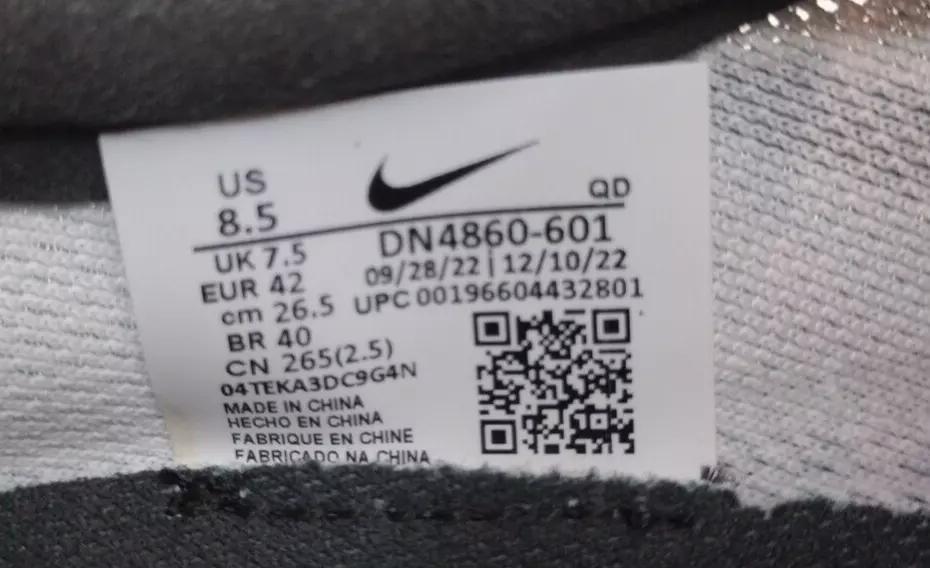 US
8.5
QD
UK 7.5
EUR 42
cm 26.5
BR 40
CN 265(2.5)
04TEKA3DC9G4N
MADE IN CHINA
HECHO EN CHINA
FABRIQUE EN CHINE
FABRICADO NA CHINA
DN4860-601
09/28/22 | 12/10/22
UPC 00196604432801